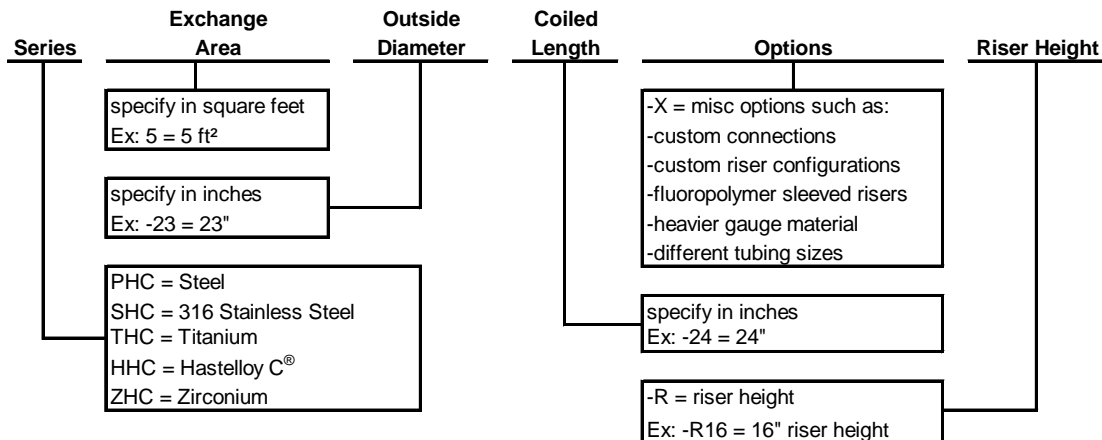 Series
Exchange
Area
Outside
Diameter
Coiled
Length
Options
Riser Height
specify in square feet
Ex: 5 = 5 ft²
specify in inches
Ex: -23 = 23"
PHC = Steel
SHC = 316 Stainless Steel
THC = Titanium
HHC = Hastelloy C®
ZHC = Zirconium
-X = misc options such as:
-custom connections
-custom riser configurations
-fluoropolymer sleeved risers
-heavier gauge material
-different tubing sizes
specify in inches
Ex: -24 = 24"
-R = riser height
Ex: -R16 = 16" riser height